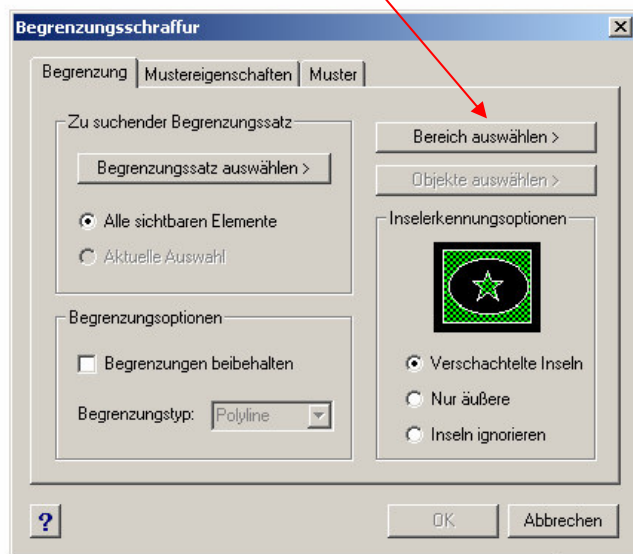 Begrenzungsschraffur
Begrenzung
Mustereigenschaften
Muster
Zu suchender Begrenzungssatz
Begrenzungssatz auswählen >
Alle sichtbaren Elemente
Aktuelle Auswahl
Begrenzungsoptionen
Begrenzungen beibehalten
Begrenzungstyp: Polyline
Bereich auswählen >
Objekte auswählen >
Inselerkennungsoptionen
Verschachtelte Inseln
Nur äußere
Inseln ignorieren
?
OK
Abbrechen